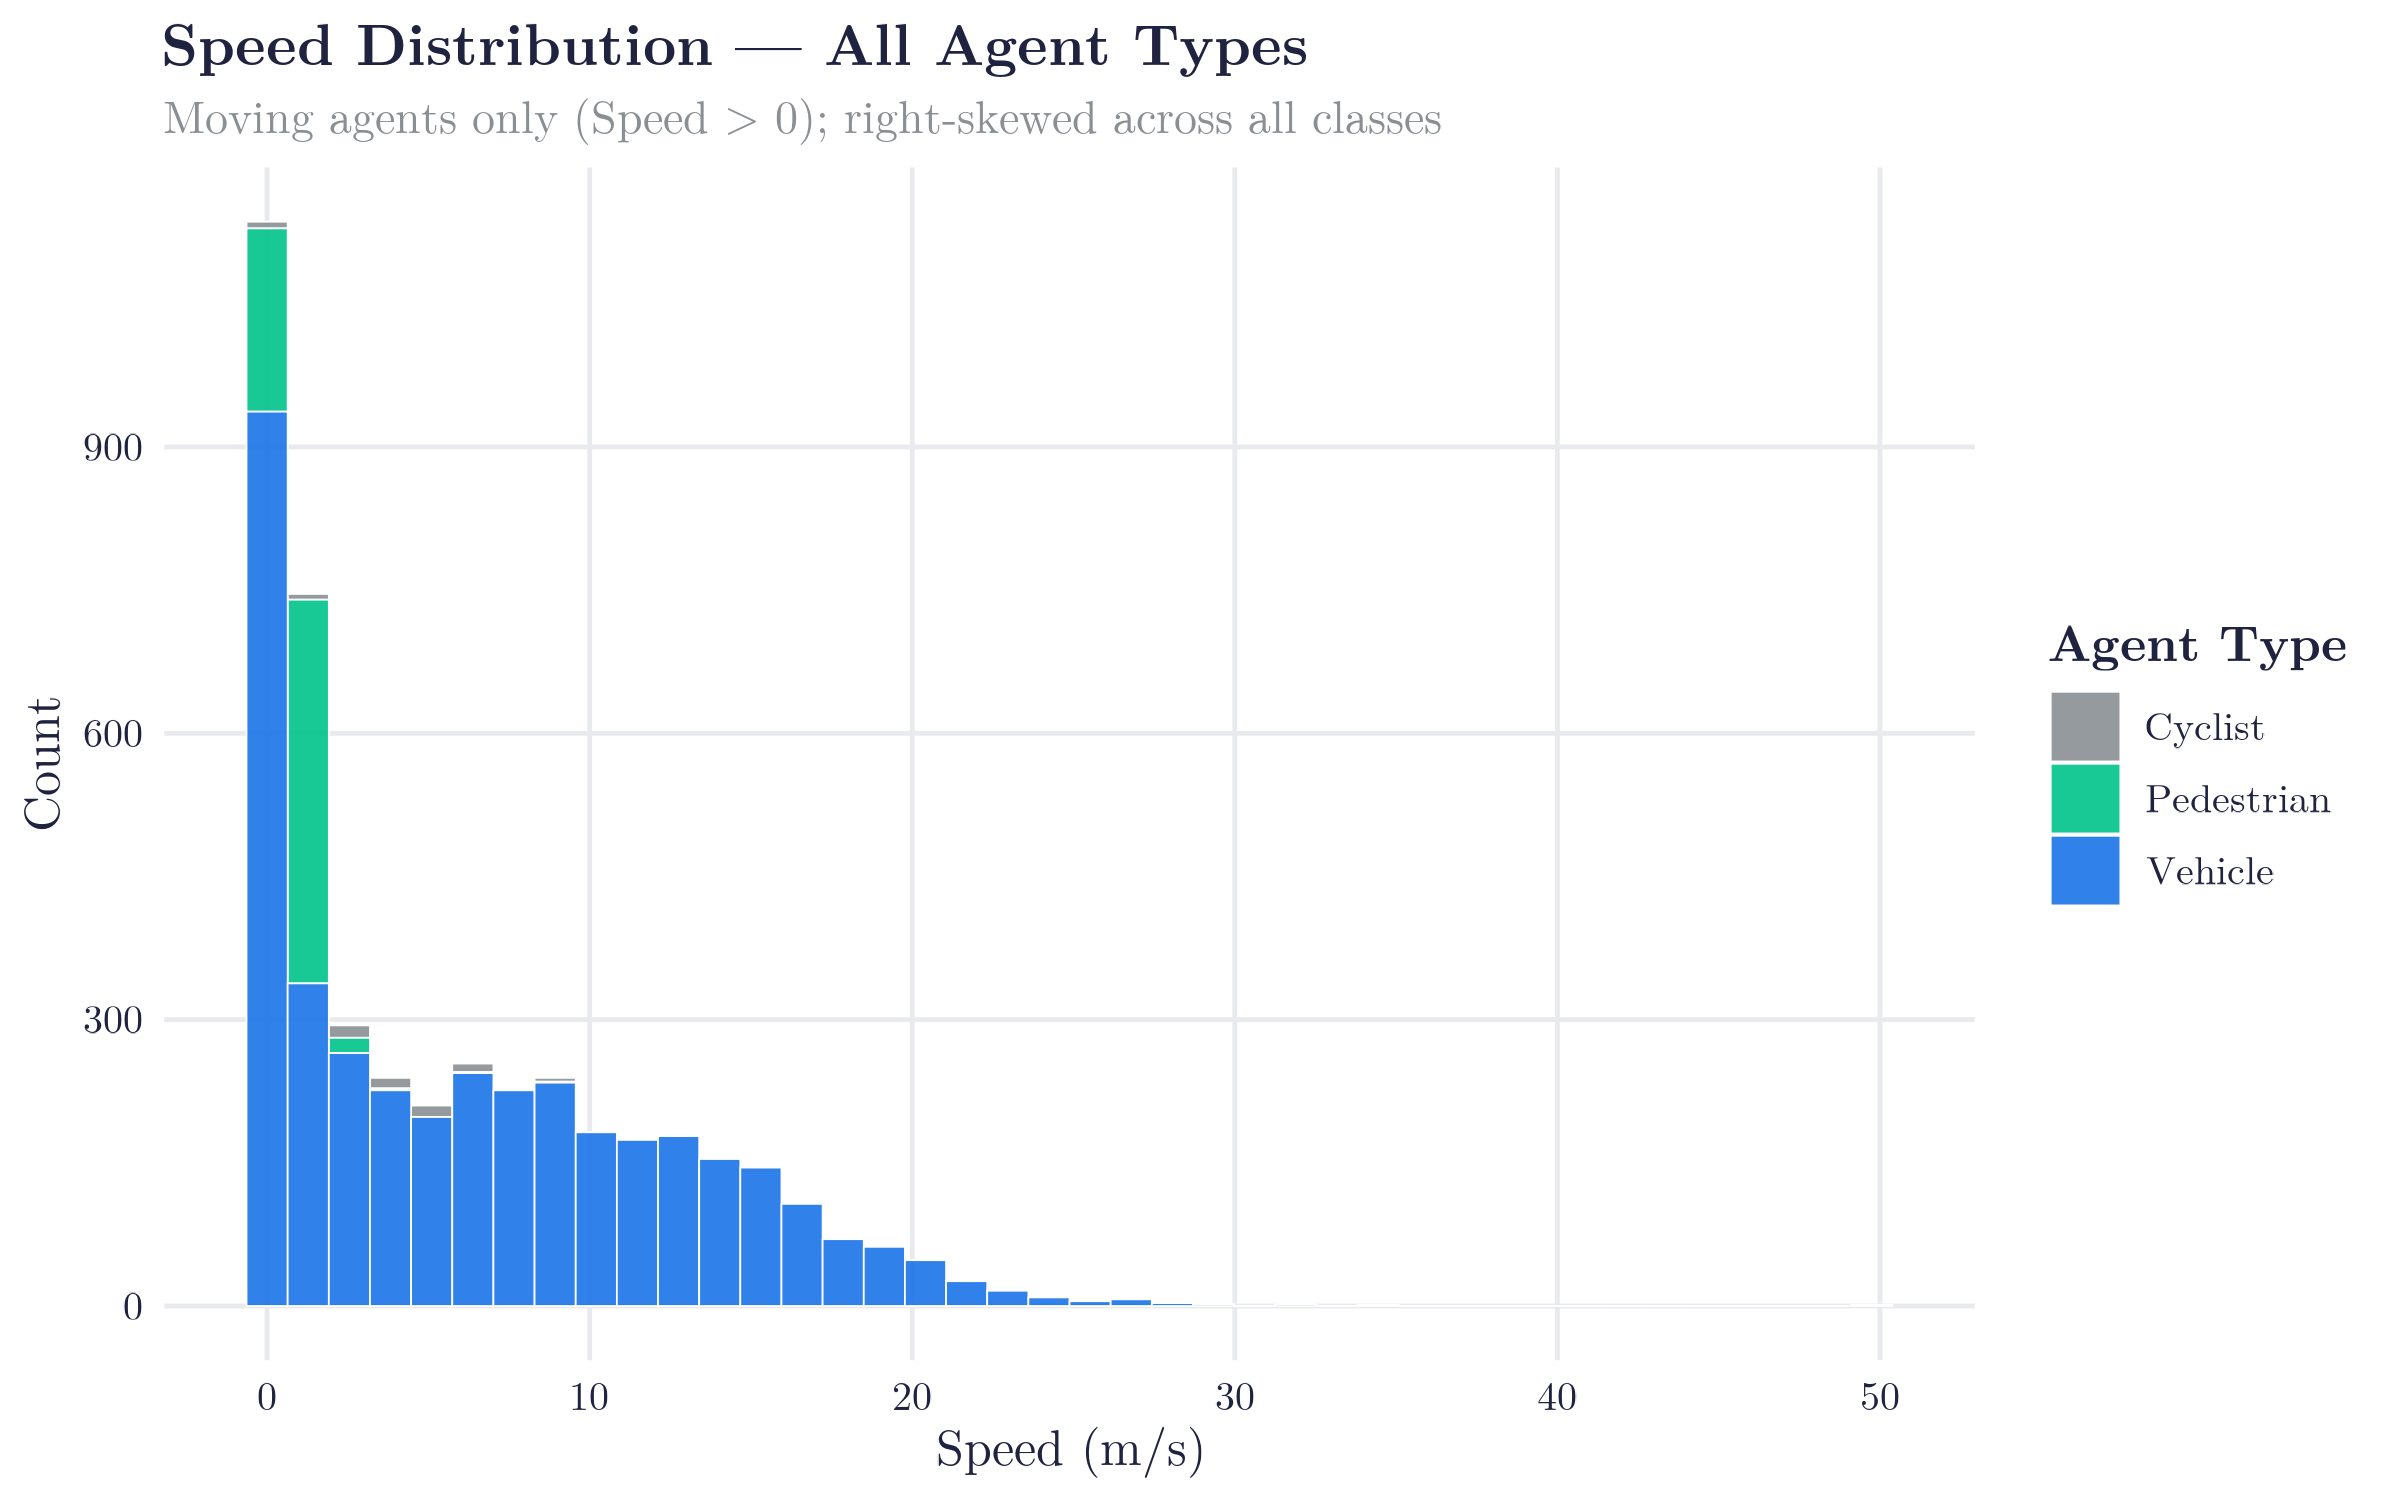 Speed Distribution — All Agent Types
Moving agents only (Speed > 0); right-skewed across all classes
900
600
300
0
Count
0 10 20 30 40 50
Speed (m/s)
Agent Type
Cyclist
Pedestrian
Vehicle